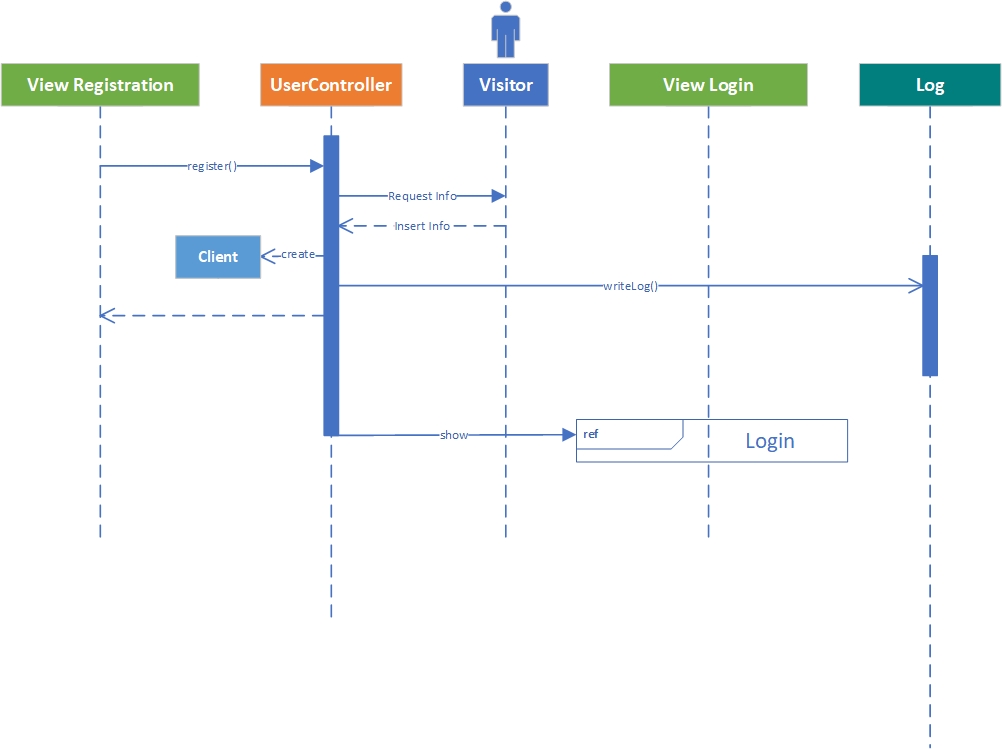 View Registration
UserController
Visitor
View Login
Log
register()
Request Info
Insert Info
Client
create
writeLog()
show
ref
Login